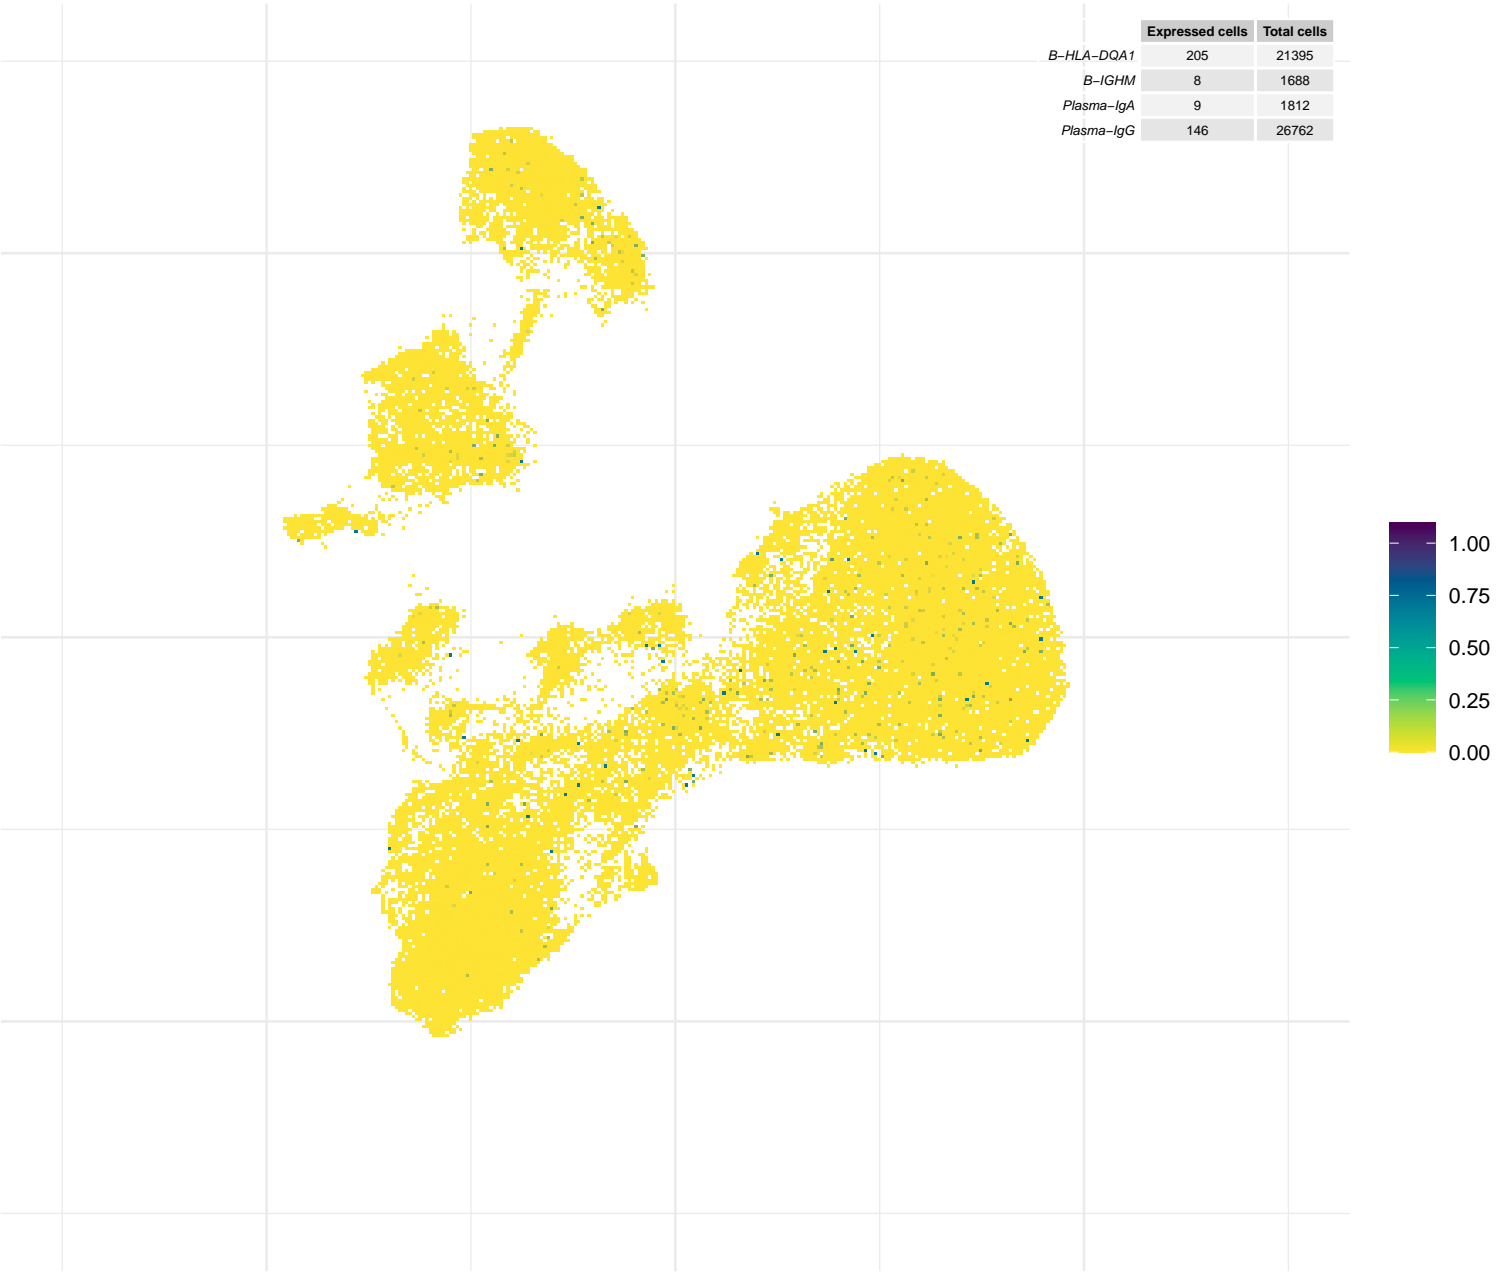 Expressed cells Total cells
B−HLA−DQA1 205 21395
B−IGHM 8 1688
Plasma−IgA 9 1812
Plasma−IgG 146 26762
1.00
0.75
0.50
0.25
0.00